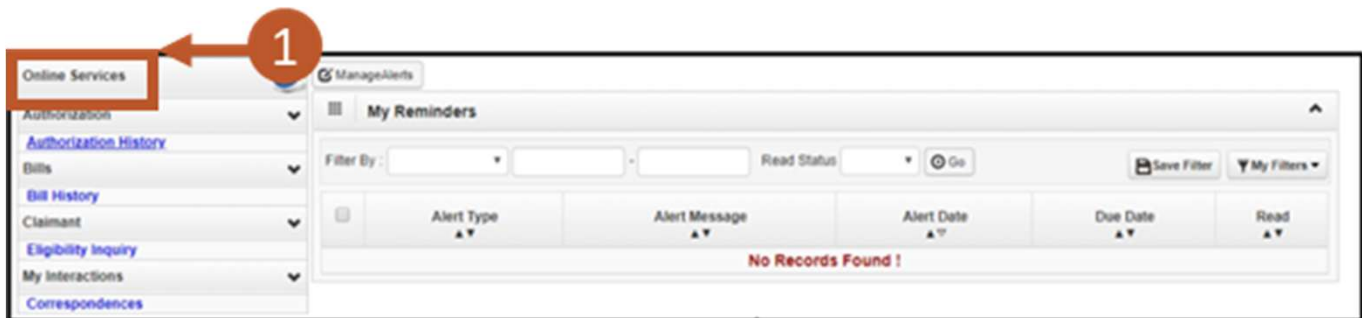 1
Online Services
ManageAlerts
Authorization
My Reminders
Authorization History
Filter By :
-
Read Status
Go
Save Filter
My Filters
Bills
Bill History
Alert Type
Alert Message
Alert Date
Due Date
Read
Claimant
Eligibility Inquiry
No Records Found !
My Interactions
Correspondences